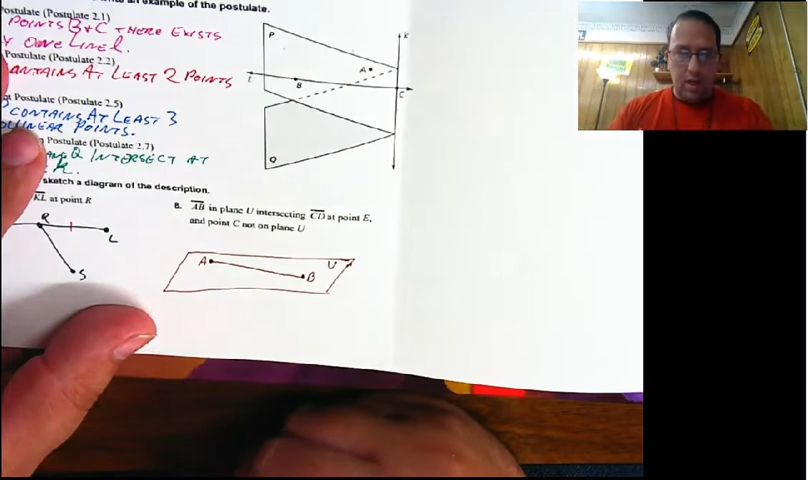 an example of the postulate.
Postulate (Postulate 2.1)
POINTS B & C THERE EXISTS
Y ONE LINE l.
Postulate (Postulate 2.2)
CONTAINS AT LEAST 2 POINTS
Postulate (Postulate 2.5)
CONTAINS AT LEAST 3
POINTS.
Postulate (Postulate 2.7)
Q INTERSECT AT
K.
P
A
K
l
B
C
Q
sketch a diagram of the description.
KL at point R
R
L
S
B. AB in plane U intersecting CD at point E,
and point C not on plane U
A
B
U